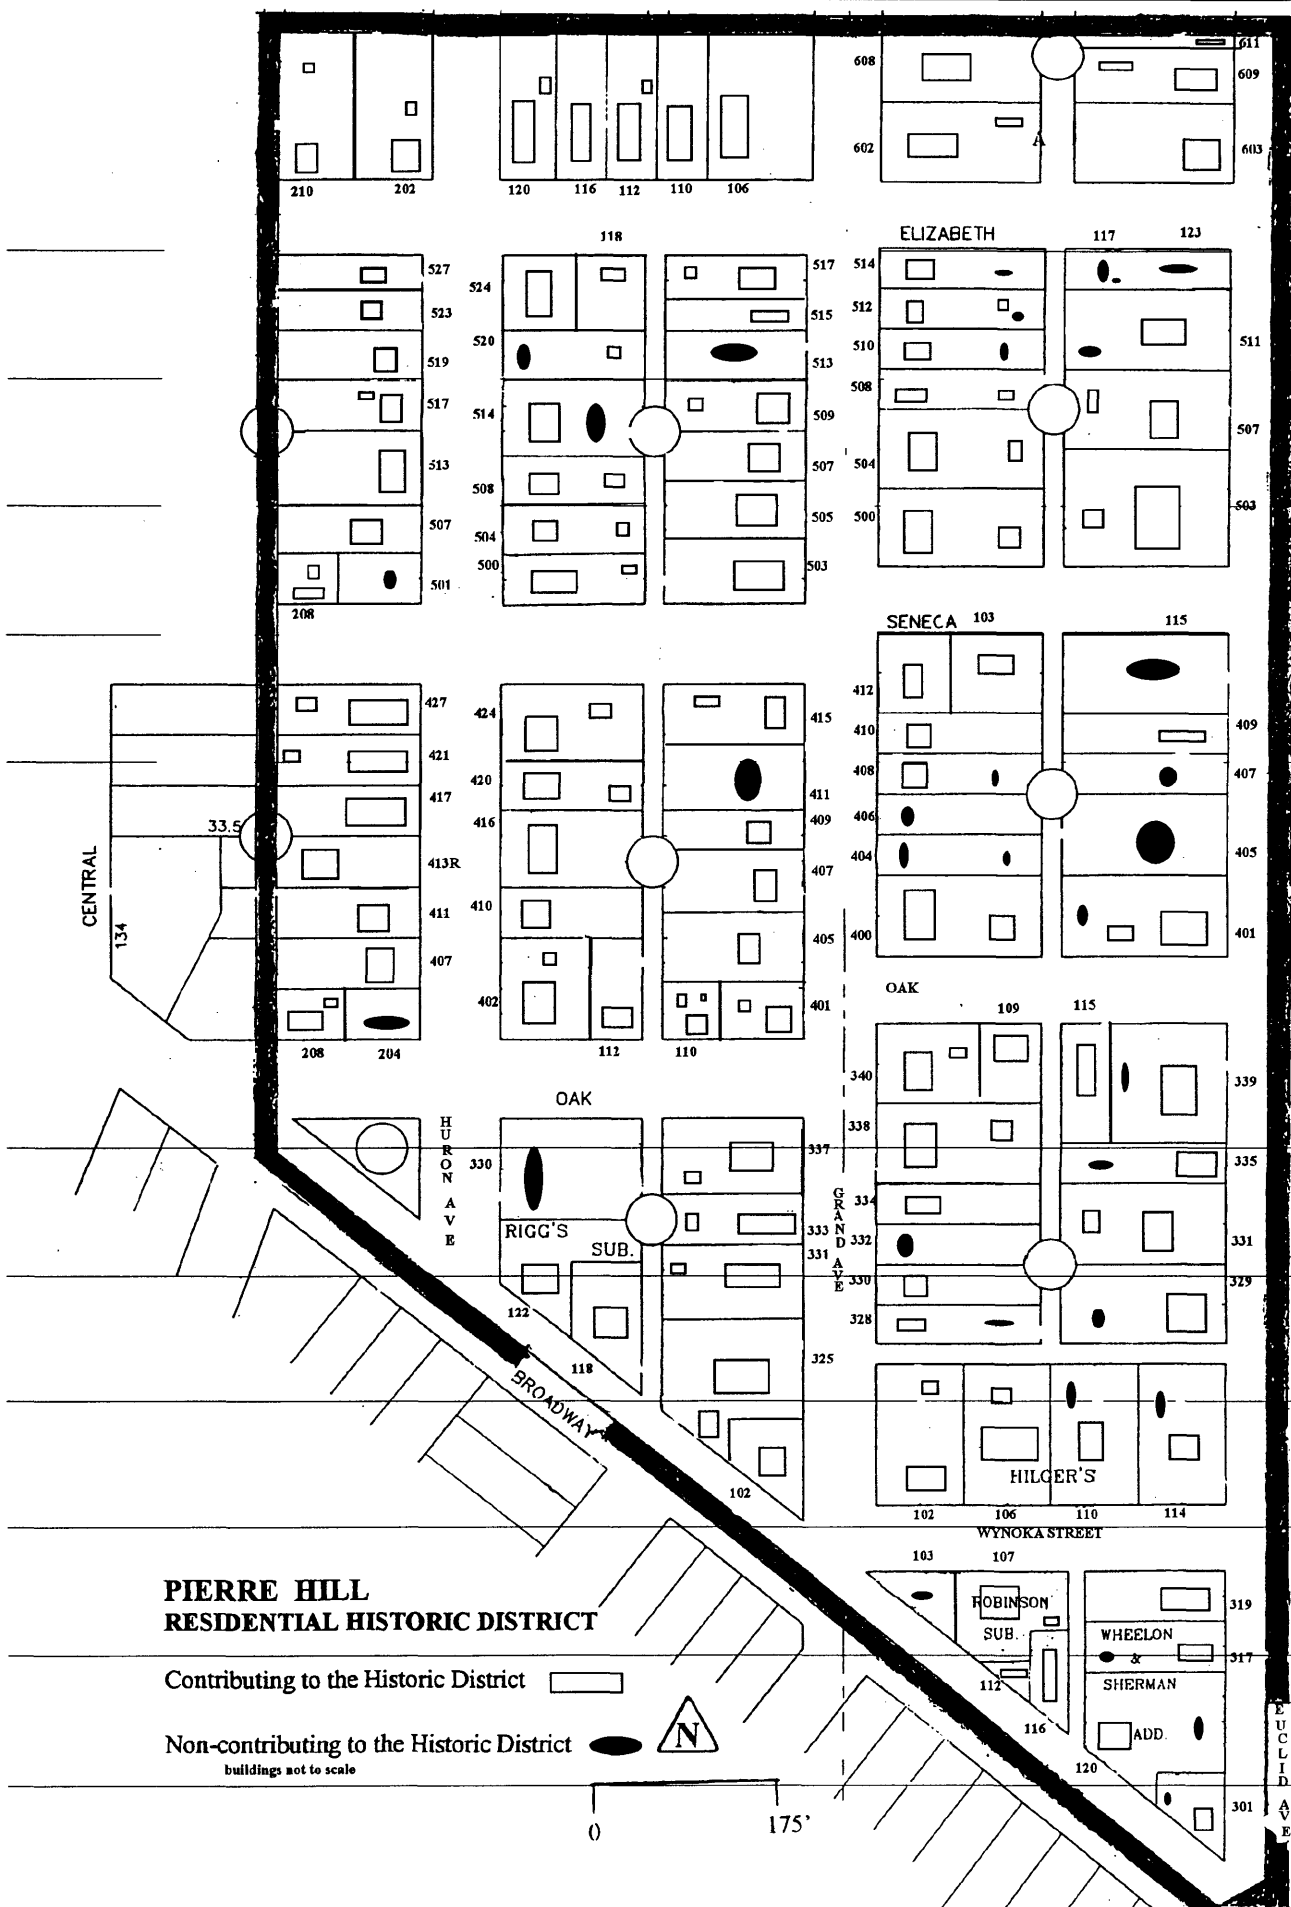 608 611
609
602 A 603
210 202 120 116 112 110 106
118 ELIZABETH 117 123
527 524 517 514
523 515 512
519 520 513 510 511
517 514 509 508
513 508 507 504 507
507 504 505 500 503
501 500 503
208 SENECA 103 115
427 424 415 412
421 420 411 410 409
417 416 409 408 407
33.5 413R 407 406
CENTRAL 404 405
134 411 410 405 400 401
407 402 401 OAK
208 204 112 110 109 115
OAK 340 339
HURON AVE 330 337 338 335
RIGG'S 333 334
SUB. 331 GRAND AVE 332 331
122 330 329
118 325 328
BROADWAY
HILGER'S
102 102 106 110 114
WYNOKA STREET
103 107
PIERRE HILL
RESIDENTIAL HISTORIC DISTRICT
ROBINSON 319
SUB. WHEELON
& 317
SHERMAN
Contributing to the Historic District 112
116 ADD.
N
Non-contributing to the Historic District
buildings not to scale
120 EUCLID AVE
301
0 175'